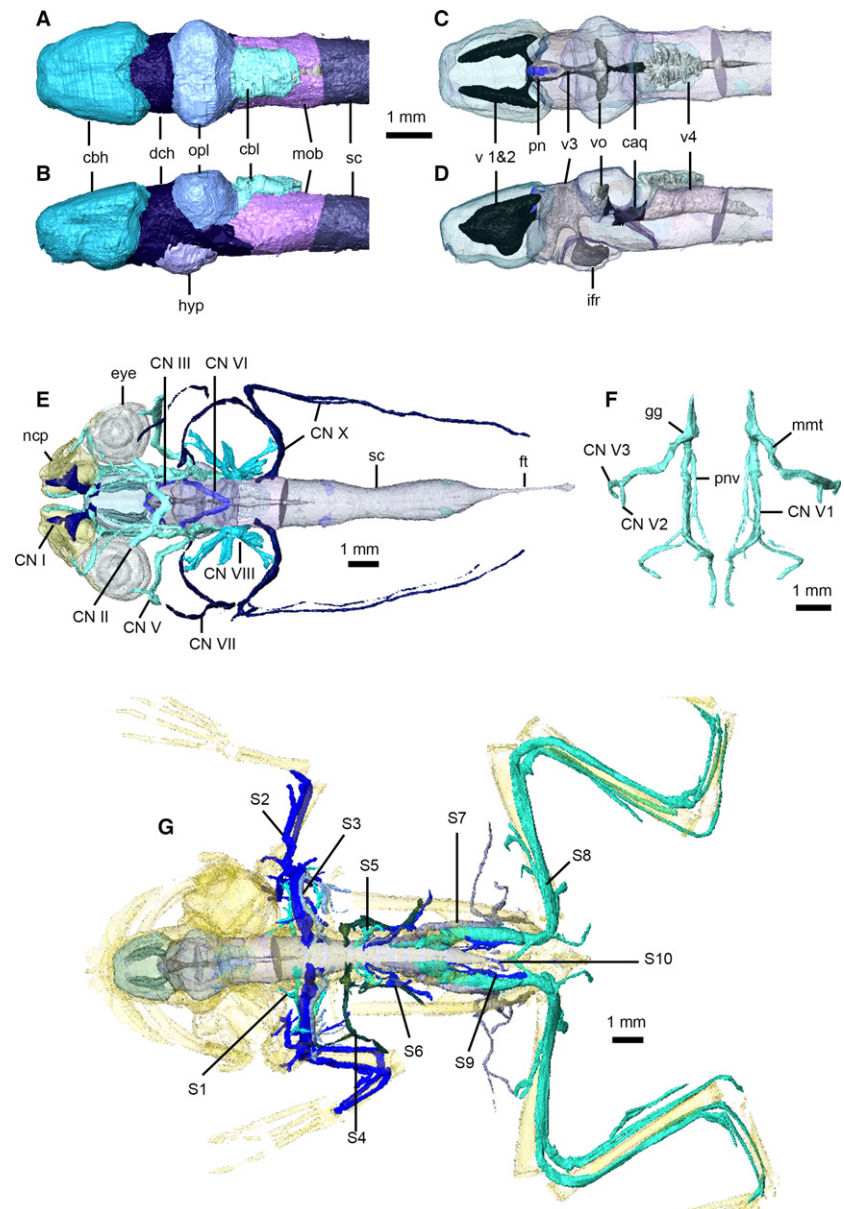 A
C
1 mm
cbh
dch
opl
cbl
mob
sc
v 1&2
pn
v3
vo
caq
v4
B
D
hyp
ifr
E
eye
CN III
CN VI
ncp
CN X
sc
ft
CN I
CN II
CN V
CN VII
CN VIII
1 mm
F
gg
mmt
CN V3
pnv
CN V2
CN V1
1 mm
G
S2
S3
S5
S7
S8
S10
S1
S4
S6
S9
1 mm